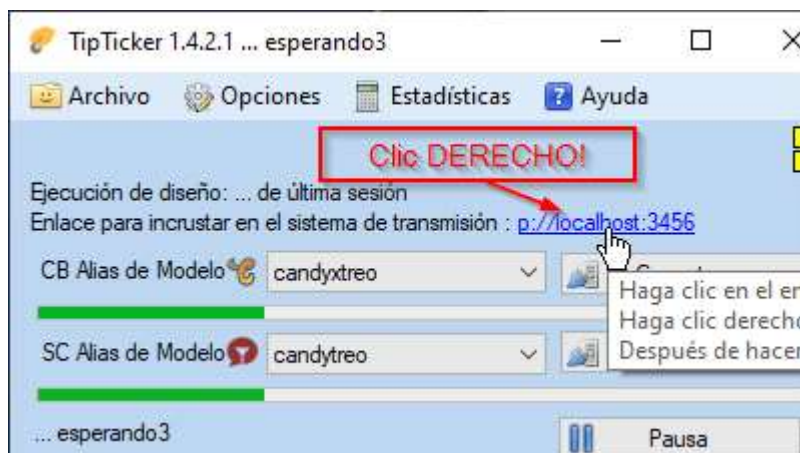 TipTicker 1.4.2.1 ... esperando3
Archivo Opciones Estadísticas Ayuda
Clic DERECHO!
Ejecución de diseño: ... de última sesión
Enlace para incrustar en el sistema de transmisión : p://localhost:3456
CB Alias de Modelo candyxtreo
Haga clic en el
Haga clic derecho
SC Alias de Modelo candytreo
Después de hacer
... esperando3 Pausa